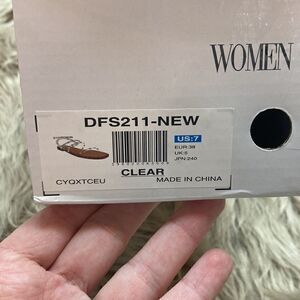 WOMEN
DFS211-NEW
US:7
EUR:38
UK:5
JPN:240
CYQXTCEU
CLEAR
MADE IN CHINA